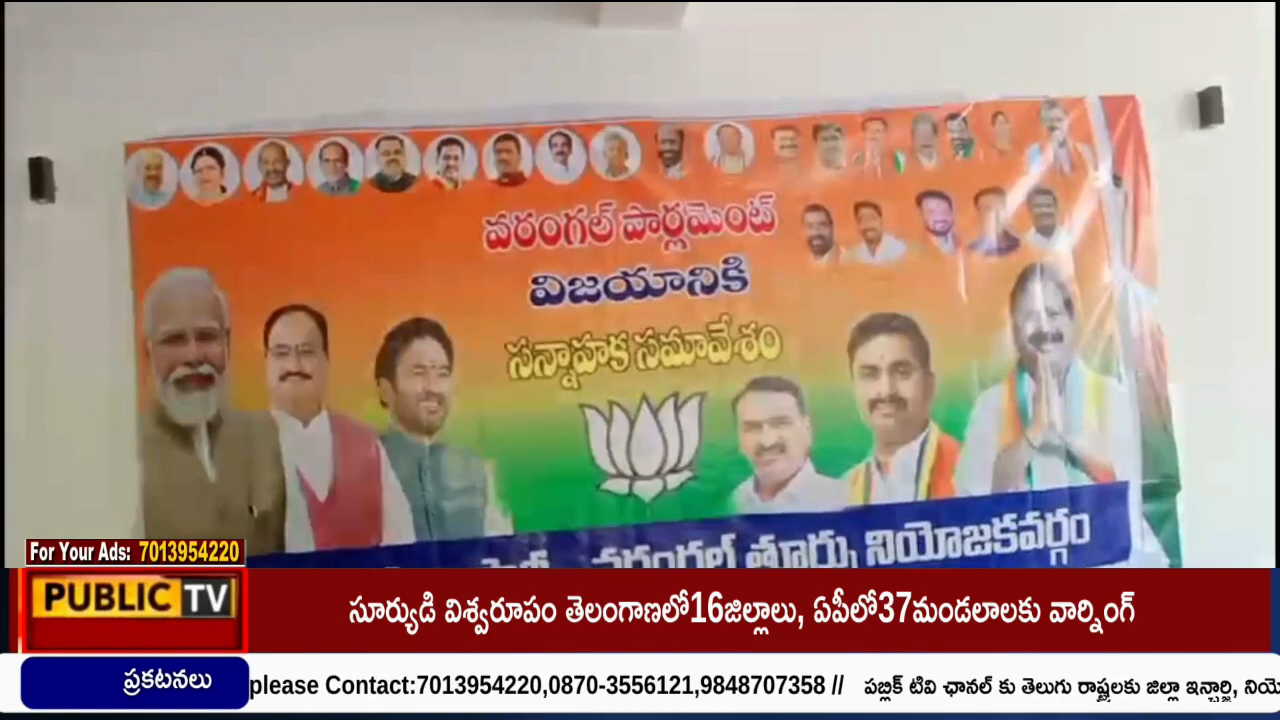 వరంగల్ పార్లమెంట్
విజయానికి
సన్నాహక సమావేశం
వరంగల్ తూర్పు నియోజకవర్గం
For Your Ads: 7013954220
PUBLIC TV
సూర్యుడి విశ్వరూపం తెలంగాణలో16జిల్లాలు, ఏపీలో37మండలాలకు వార్నింగ్
ప్రకటనలు
please Contact:7013954220,0870-3556121,9848707358 // పబ్లిక్ టివి ఛానల్ కు తెలుగు రాష్ట్రాలకు జిల్లా ఇన్చార్జి,